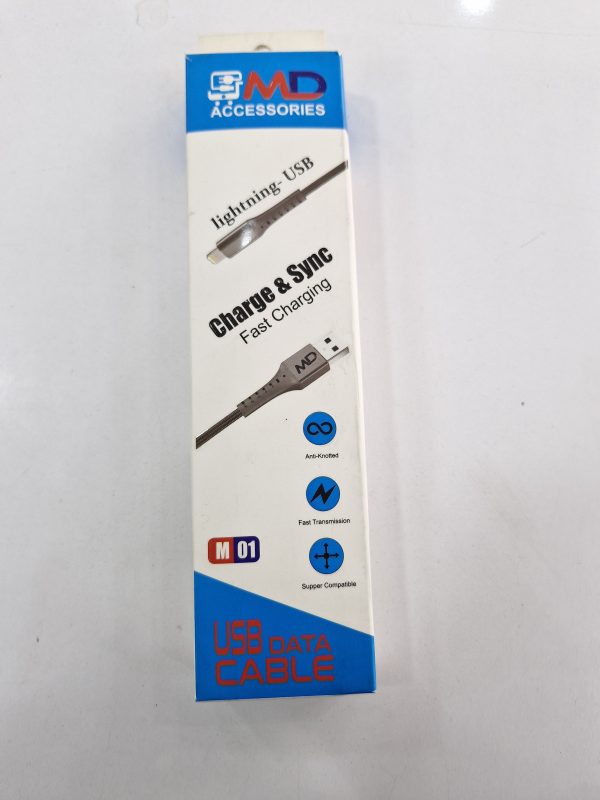 MD
ACCESSORIES
lightning- USB
Charge & Sync
Fast Charging
MD
Anti-Knotted
Fast Transmission
M 01
Supper Compatible
USB DATA
CABLE